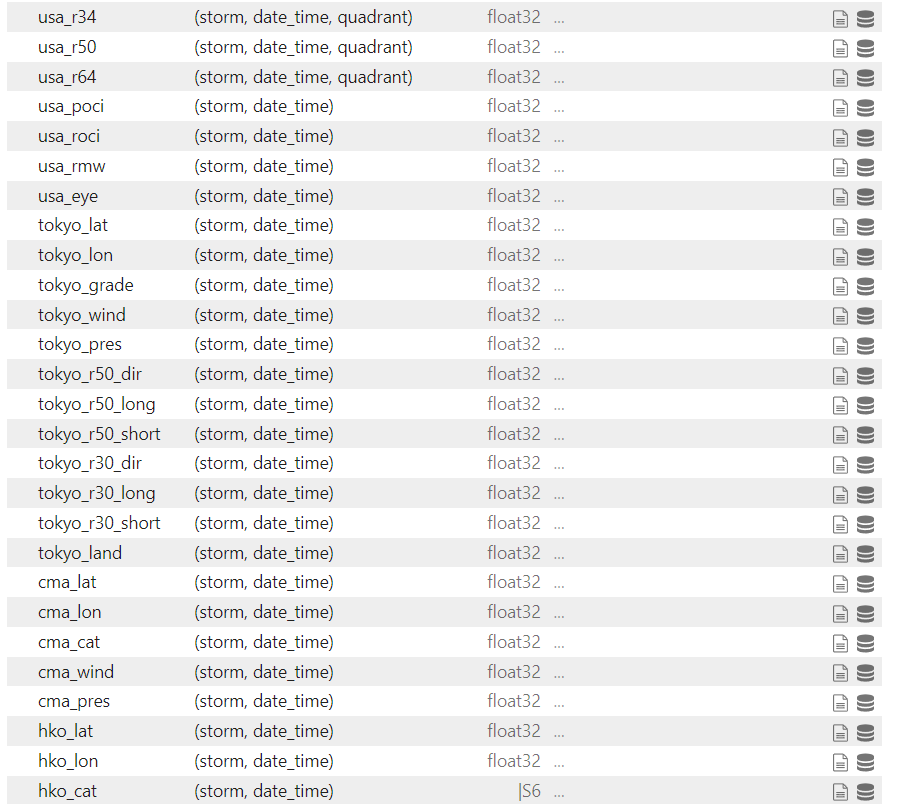 usa_r34 (storm, date_time, quadrant) float32 ...
usa_r50 (storm, date_time, quadrant) float32 ...
usa_r64 (storm, date_time, quadrant) float32 ...
usa_poci (storm, date_time) float32 ...
usa_roci (storm, date_time) float32 ...
usa_rmw (storm, date_time) float32 ...
usa_eye (storm, date_time) float32 ...
tokyo_lat (storm, date_time) float32 ...
tokyo_lon (storm, date_time) float32 ...
tokyo_grade (storm, date_time) float32 ...
tokyo_wind (storm, date_time) float32 ...
tokyo_pres (storm, date_time) float32 ...
tokyo_r50_dir (storm, date_time) float32 ...
tokyo_r50_long (storm, date_time) float32 ...
tokyo_r50_short (storm, date_time) float32 ...
tokyo_r30_dir (storm, date_time) float32 ...
tokyo_r30_long (storm, date_time) float32 ...
tokyo_r30_short (storm, date_time) float32 ...
tokyo_land (storm, date_time) float32 ...
cma_lat (storm, date_time) float32 ...
cma_lon (storm, date_time) float32 ...
cma_cat (storm, date_time) float32 ...
cma_wind (storm, date_time) float32 ...
cma_pres (storm, date_time) float32 ...
hko_lat (storm, date_time) float32 ...
hko_lon (storm, date_time) float32 ...
hko_cat (storm, date_time) |S6 ...